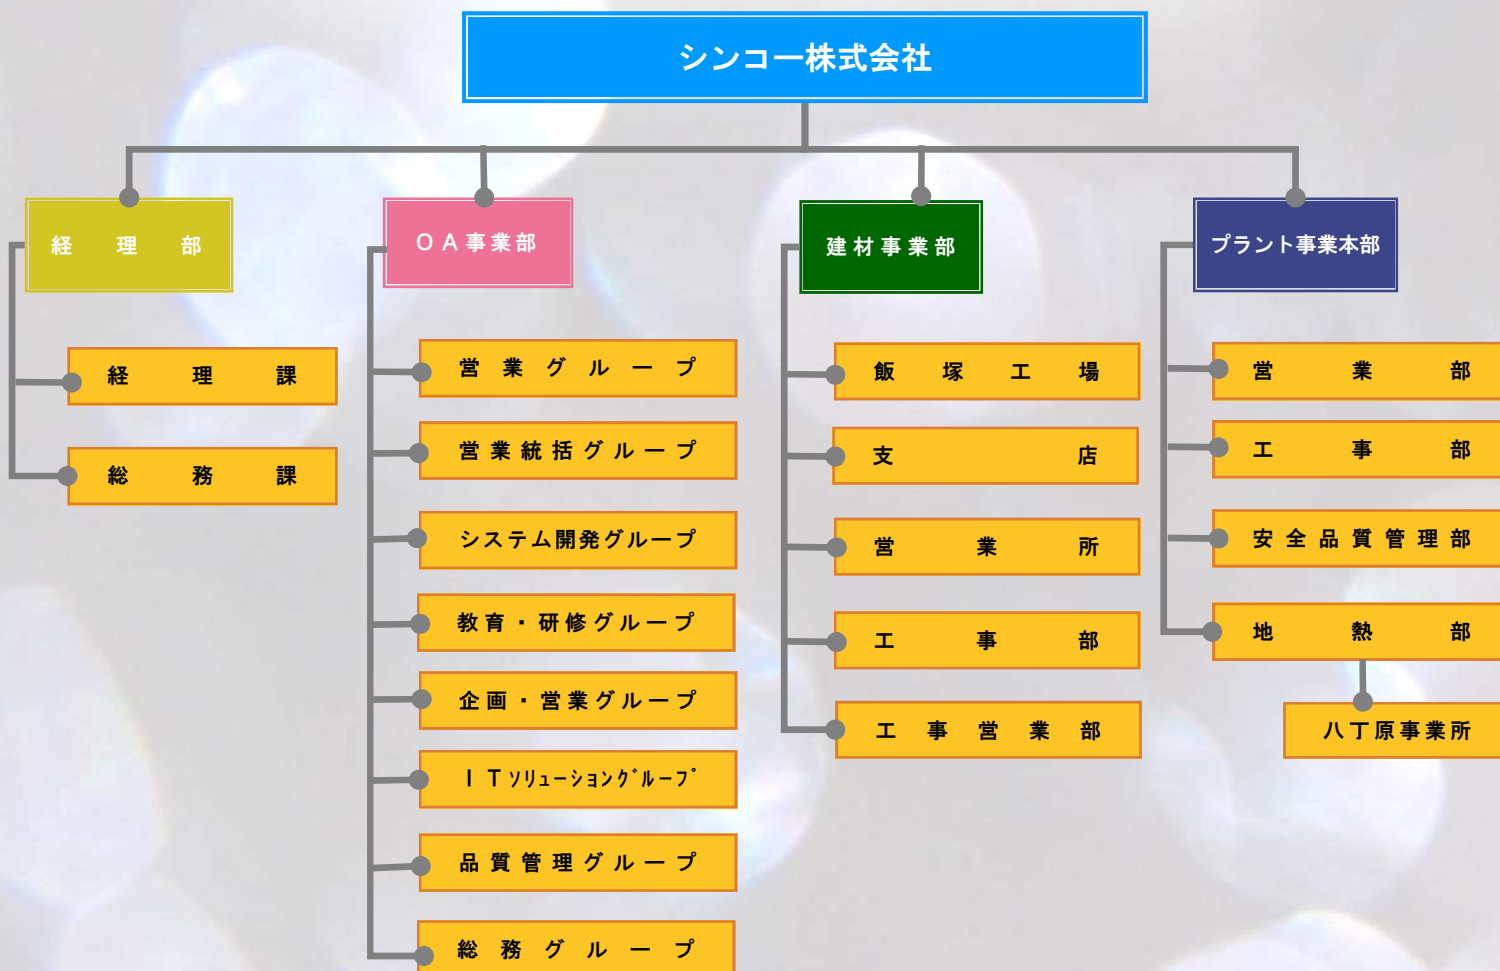 シンコー株式会社
経理部
OA事業部
建材事業部
プラント事業本部
経理課
総務課
営業グループ
営業統括グループ
システム開発グループ
教育・研修グループ
企画・営業グループ
ITソリューショングループ
品質管理グループ
総務グループ
飯塚工場
支店
営業所
工事部
工事営業部
営業部
工事部
安全品質管理部
地熱部
八丁原事業所